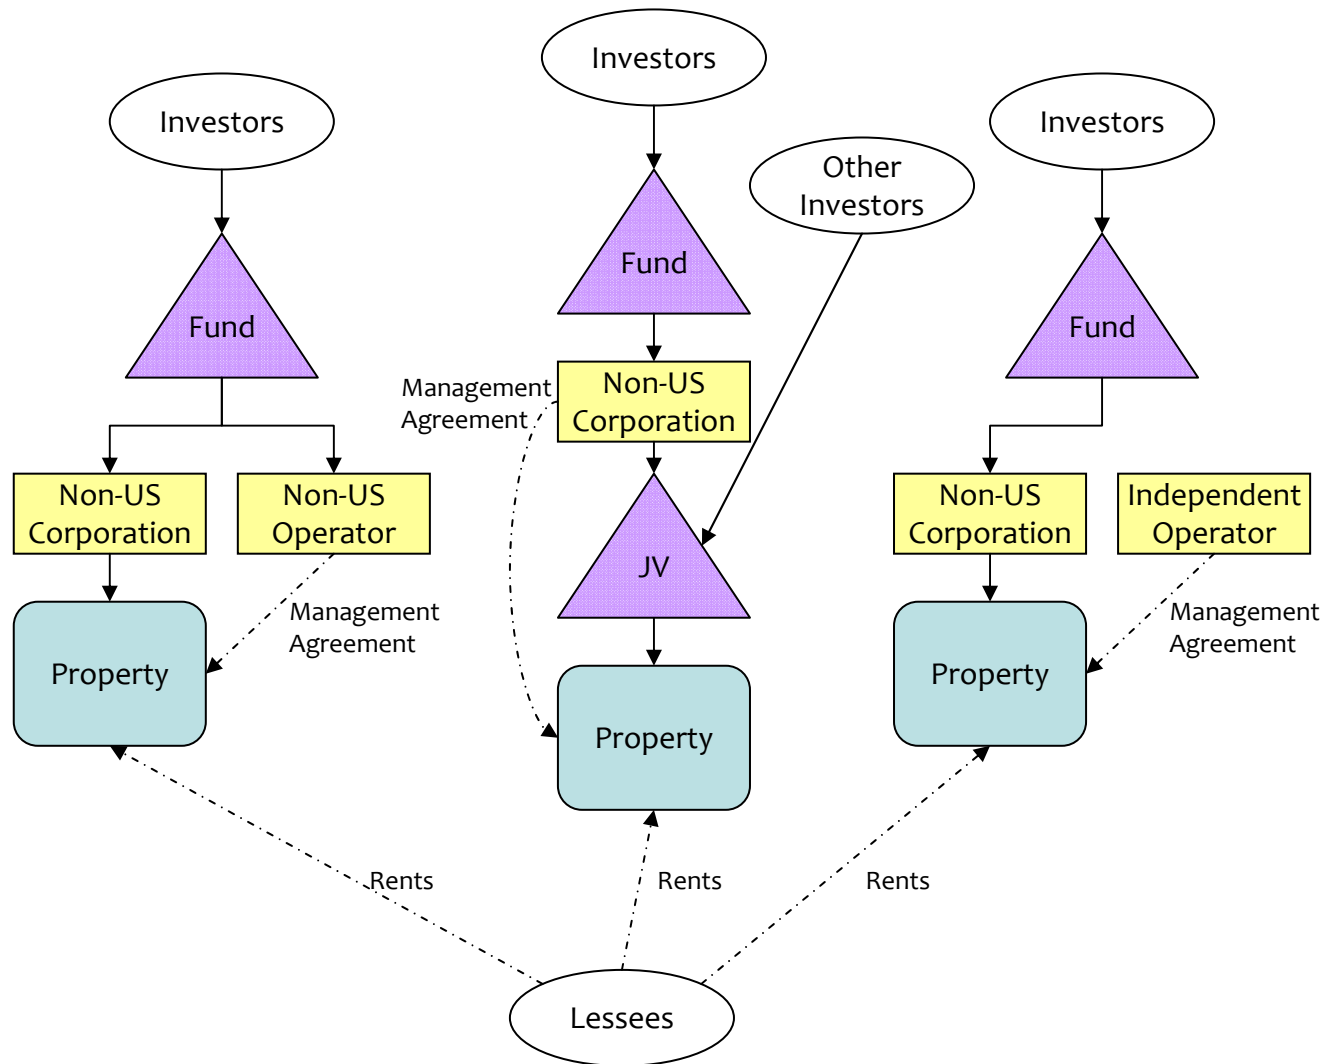 Investors
Investors
Investors
Other
Investors
Fund
Fund
Fund
Management
Agreement
Non-US
Corporation
Non-US
Corporation
Non-US
Operator
Non-US
Corporation
Independent
Operator
JV
Management
Agreement
Management
Agreement
Property
Property
Property
Rents
Rents
Rents
Lessees